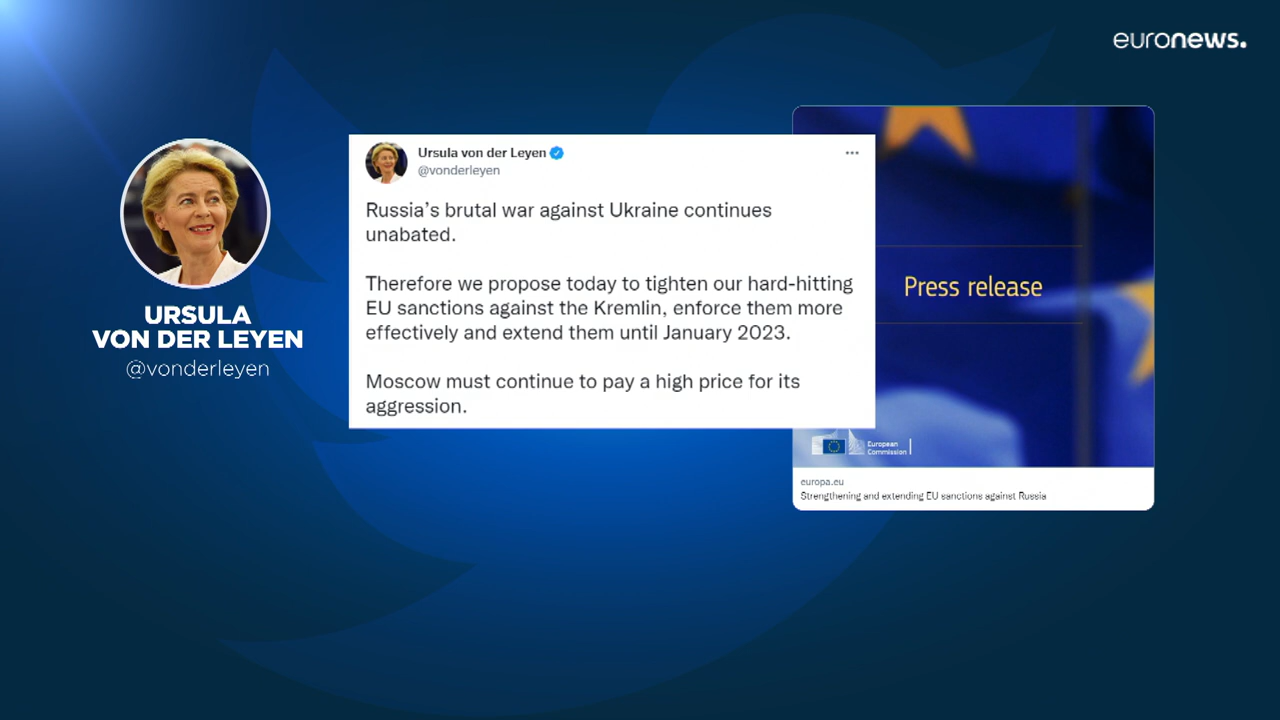 euronews.
URSULA
VON DER LEYEN
@vonderleyen
Ursula von der Leyen
@vonderleyen
Russia’s brutal war against Ukraine continues
unabated.
Therefore we propose today to tighten our hard-hitting
EU sanctions against the Kremlin, enforce them more
effectively and extend them until January 2023.
Moscow must continue to pay a high price for its
aggression.
Press release
European
Commission
europa.eu
Strengthening and extending EU sanctions against Russia